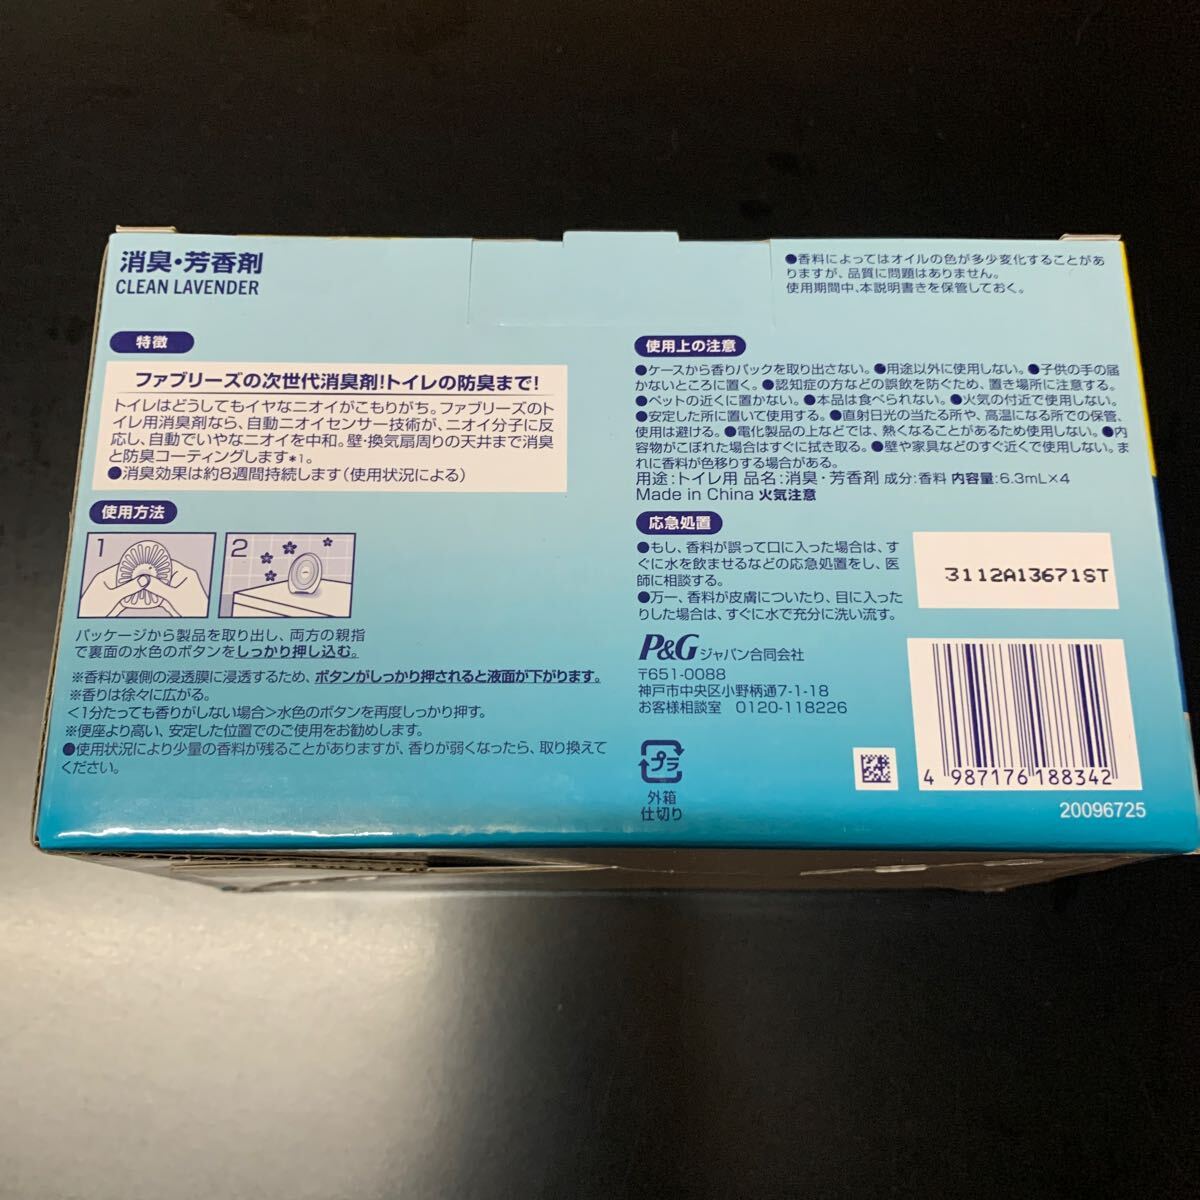 消臭・芳香剤
CLEAN LAVENDER
特徴
ファブリーズの次世代消臭剤!トイレの防臭まで!
トイレはどうしてもイヤなニオイがこもりがち。ファブリーズのト
イレ用消臭剤なら、自動ニオイセンサー技術が、ニオイ分子に反
応し、自動でいやなニオイを中和。壁・換気扇周りの天井まで消臭
と防臭コーティングします*1。
●消臭効果は約8週間持続します(使用状況による)
使用方法
1
2
パッケージから製品を取り出し、両方の親指
で裏面の水色のボタンをしっかり押し込む。
※香料が裏側の浸透膜に浸透するため、ボタンがしっかり押されると液面が下がります。
※香りは徐々に広がる。
<1分たっても香りがしない場合>水色のボタンを再度しっかり押す。
※便座より高い、安定した位置でのご使用をお勧めします。
●使用状況により少量の香料が残ることがありますが、香りが弱くなったら、取り換えて
ください。
●香料によってはオイルの色が多少変化することがあ
りますが、品質に問題はありません。
使用期間中、本説明書きを保管しておく。
使用上の注意
●ケースから香りパックを取り出さない。●用途以外に使用しない。●子供の手の届
かないところに置く。●認知症の方などの誤飲を防ぐため、置き場所に注意する。
●ペットの近くに置かない。●本品は食べられない。●火気の付近で使用しない。
●安定した所に置いて使用する。●直射日光の当たる所や、高温になる所での保管、
使用は避ける。●電化製品の上などでは、熱くなることがあるため使用しない。●内
容物がこぼれた場合はすぐに拭き取る。●壁や家具などのすぐ近くで使用しない。ま
れに香料が色移りする場合がある。
用途:トイレ用 品名:消臭・芳香剤 成分:香料 内容量:6.3mL×4
Made in China 火気注意
応急処置
●もし、香料が誤って口に入った場合は、す
ぐに水を飲ませるなどの応急処置をし、医
師に相談する。
●万一、香料が皮膚についたり、目に入った
りした場合は、すぐに水で充分に洗い流す。
3112A13671ST
P&Gジャパン合同会社
〒651-0088
神戸市中央区小野柄通7-1-18
お客様相談室 0120-118226
プラ
外箱
仕切り
4 987176 188342
20096725